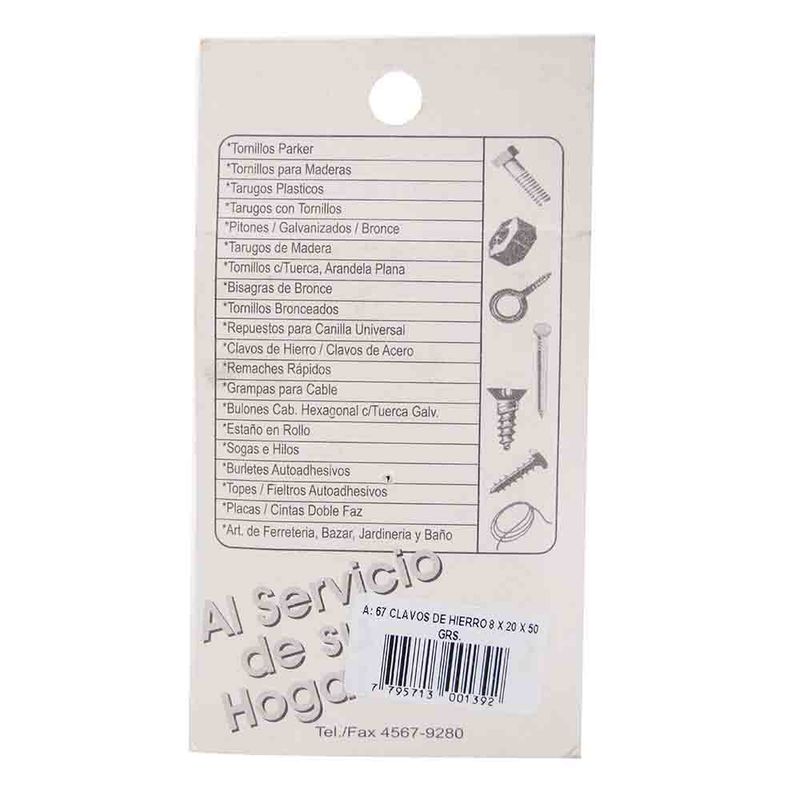 *Tornillos Parker
*Tornillos para Maderas
*Tarugos Plasticos
*Tarugos con Tornillos
*Pitones / Galvanizados / Bronce
*Tarugos de Madera
*Tornillos c/Tuerca, Arandela Plana
*Bisagras de Bronce
*Tornillos Bronceados
*Repuestos para Canilla Universal
*Clavos de Hierro / Clavos de Acero
*Remaches Rápidos
*Grampas para Cable
*Bulones Cab. Hexagonal c/Tuerca Galv.
*Estaño en Rollo
*Sogas e Hilos
*Burletes Autoadhesivos
*Topes / Fieltros Autoadhesivos
*Placas / Cintas Doble Faz
*Art. de Ferreteria, Bazar, Jardineria y Baño
Al Servicio
de su
Hoga
A: 67 CLAVOS DE HIERRO 8 X 20 X 50
GRS.
7 795713 001392
Tel./Fax 4567-9280